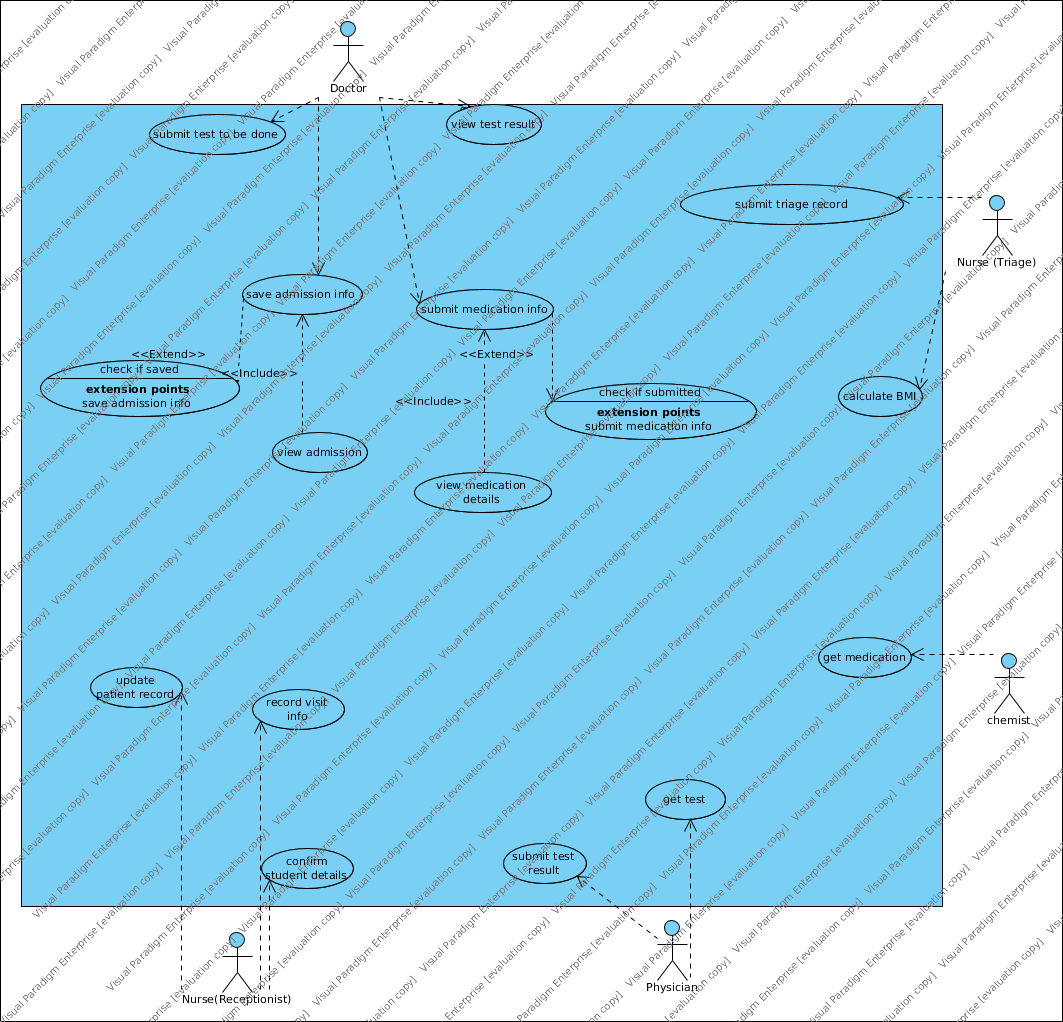 Doctor
submit test to be done
view test result
submit triage record
Nurse (Triage)
save admission info
submit medication info
<<Extend>>
<<Extend>>
check if saved
<<Include>>
extension points
save admission info
<<Include>>
check if submitted
extension points
submit medication info
calculate BMI
view admission
view medication
details
get medication
chemist
update
patient record
record visit
info
get test
confirm
student details
submit test
result
Physician
Nurse(Receptionist)
Visual Paradigm Enterprise [evaluation copy]